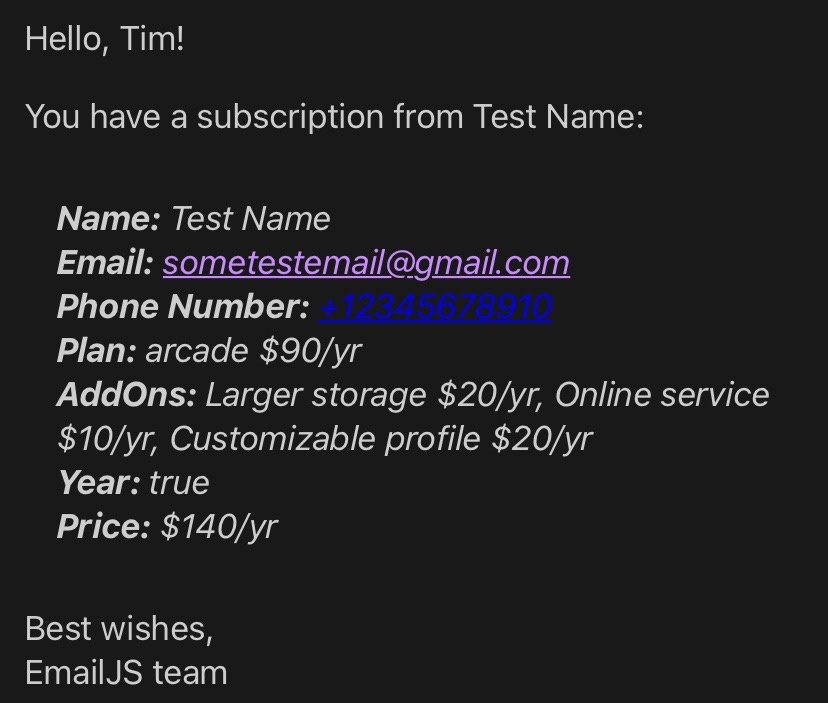 Hello, Tim!
You have a subscription from Test Name:
Name: Test Name
Email: sometestemail@gmail.com
Phone Number: +12345678910
Plan: arcade $90/yr
AddOns: Larger storage $20/yr, Online service
$10/yr, Customizable profile $20/yr
Year: true
Price: $140/yr
Best wishes,
EmailJS team